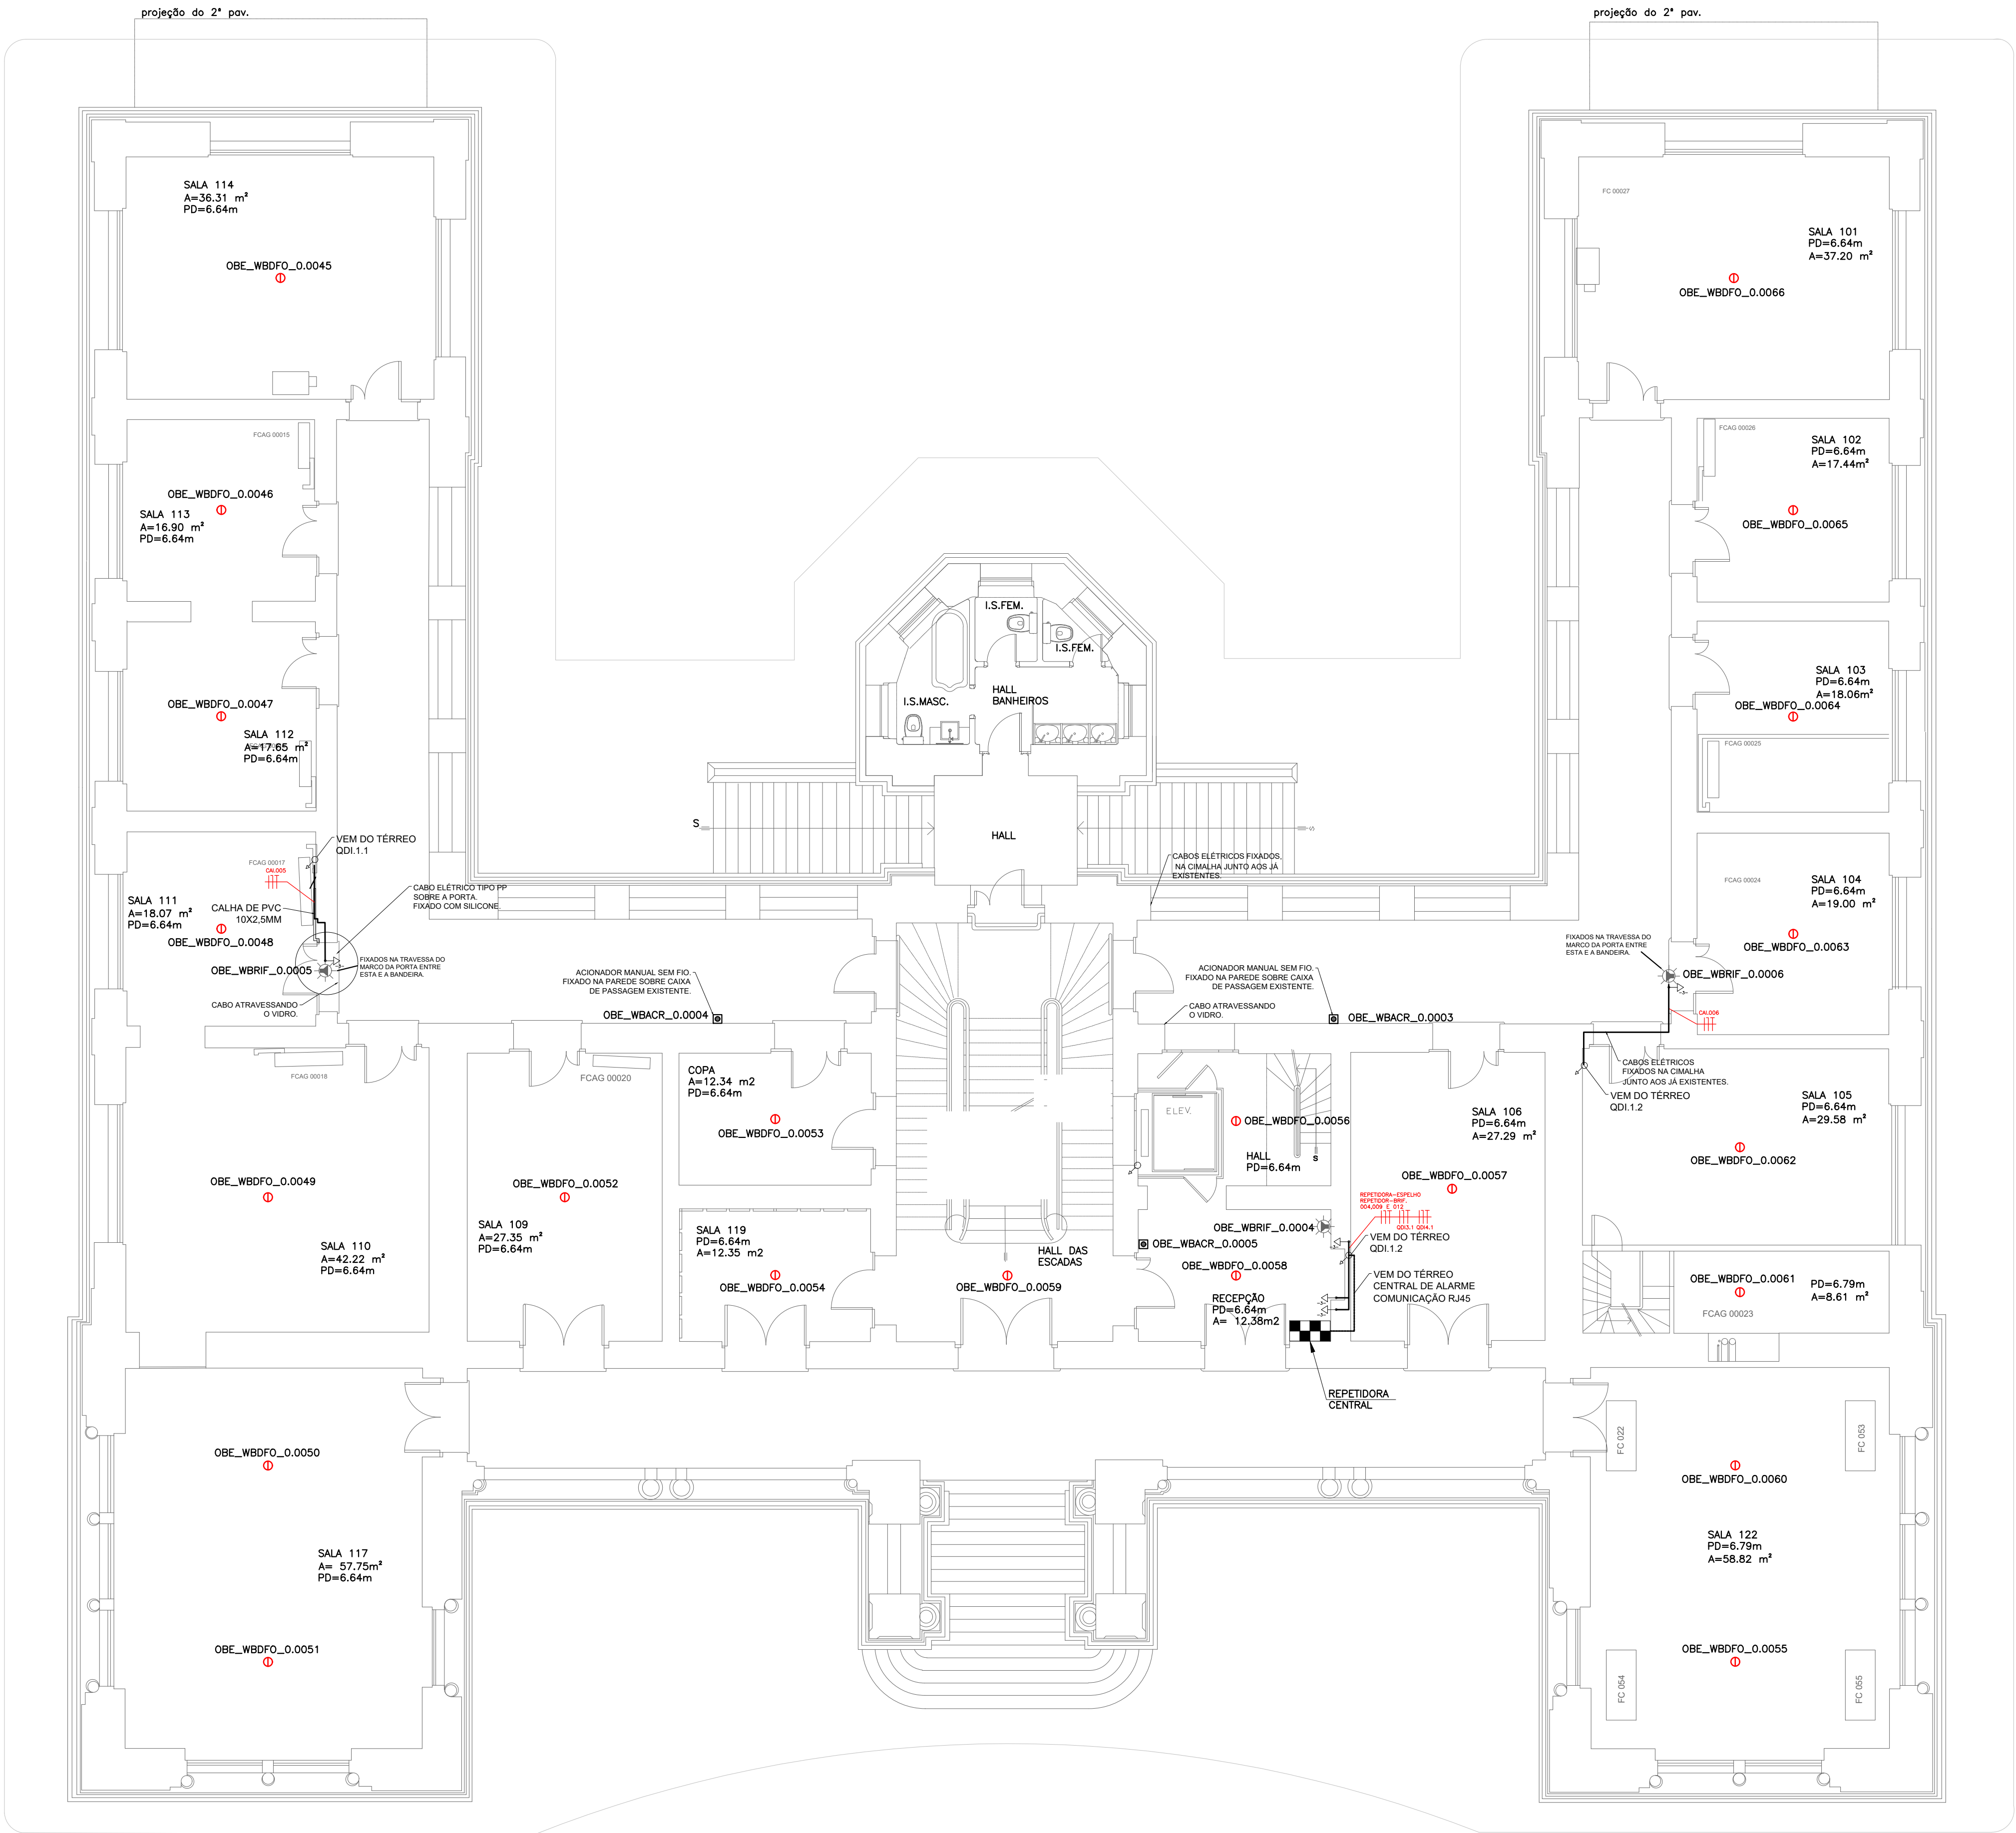 projeção do 2° pav.
projeção do 2° pav.
SALA 114
A=36.31 m²
PD=6.64m
OBE_WBDFO_0.0045
FC 00027
SALA 101
PD=6.64m
A=37.20 m²
OBE_WBDFO_0.0066
FCAG 00015
OBE_WBDFO_0.0046
SALA 113
A=16.90 m²
PD=6.64m
FCAG 00026
SALA 102
PD=6.64m
A=17.44m²
OBE_WBDFO_0.0065
I.S.FEM.
I.S.FEM.
I.S.MASC.
HALL
BANHEIROS
OBE_WBDFO_0.0047
SALA 112
A=17.65 m²
PD=6.64m
SALA 103
PD=6.64m
A=18.06m²
OBE_WBDFO_0.0064
FCAG 00025
S
HALL
S
VEM DO TÉRREO
QDI.1.1
FCAG 00017
CAI.005
CABO ELÉTRICO TIPO PP
SOBRE A PORTA.
FIXADO COM SILICONE.
CALHA DE PVC
10X2,5MM
SALA 111
A=18.07 m²
PD=6.64m
OBE_WBDFO_0.0048
OBE_WBRIF_0.0005
FIXADOS NA TRAVESSA DO
MARCO DA PORTA ENTRE
ESTA E A BANDEIRA.
CABO ATRAVESSANDO
O VIDRO.
CABOS ELÉTRICOS FIXADOS,
NA CIMALHA JUNTO AOS JÁ
EXISTENTES.
FCAG 00024
SALA 104
PD=6.64m
A=19.00 m²
OBE_WBDFO_0.0063
FIXADOS NA TRAVESSA DO
MARCO DA PORTA ENTRE
ESTA E A BANDEIRA.
OBE_WBRIF_0.0006
ACIONADOR MANUAL SEM FIO.
FIXADO NA PAREDE SOBRE CAIXA
DE PASSAGEM EXISTENTE.
OBE_WBACR_0.0004
ACIONADOR MANUAL SEM FIO.
FIXADO NA PAREDE SOBRE CAIXA
DE PASSAGEM EXISTENTE.
OBE_WBACR_0.0003
CABO ATRAVESSANDO
O VIDRO.
CAI.006
CABOS ELÉTRICOS
FIXADOS NA CIMALHA
JUNTO AOS JÁ EXISTENTES.
VEM DO TÉRREO
QDI.1.2
FCAG 00018
FCAG 00020
COPA
A=12.34 m2
PD=6.64m
OBE_WBDFO_0.0053
ELEV.
OBE_WBDFO_0.0056
HALL
PD=6.64m
S
SALA 106
PD=6.64m
A=27.29 m²
OBE_WBDFO_0.0057
SALA 105
PD=6.64m
A=29.58 m²
OBE_WBDFO_0.0062
OBE_WBDFO_0.0049
SALA 110
A=42.22 m²
PD=6.64m
OBE_WBDFO_0.0052
SALA 109
A=27.35 m²
PD=6.64m
SALA 119
PD=6.64m
A=12.35 m2
OBE_WBDFO_0.0054
HALL DAS
ESCADAS
OBE_WBDFO_0.0059
REPETIDORA-ESPELHO
REPETIDOR-BRIF.
004,009 E 012
QDI3.1 QDI4.1
OBE_WBRIF_0.0004
OBE_WBACR_0.0005
OBE_WBDFO_0.0058
RECEPÇÃO
PD=6.64m
A= 12.38m2
VEM DO TÉRREO
QDI.1.2
VEM DO TÉRREO
CENTRAL DE ALARME
COMUNICAÇÃO RJ45
OBE_WBDFO_0.0061
PD=6.79m
A=8.61 m²
FCAG 00023
REPETIDORA
CENTRAL
OBE_WBDFO_0.0050
SALA 117
A= 57.75m²
PD=6.64m
OBE_WBDFO_0.0051
FC 022
FC 053
OBE_WBDFO_0.0060
SALA 122
PD=6.79m
A=58.82 m²
OBE_WBDFO_0.0055
FC 054
FC 055